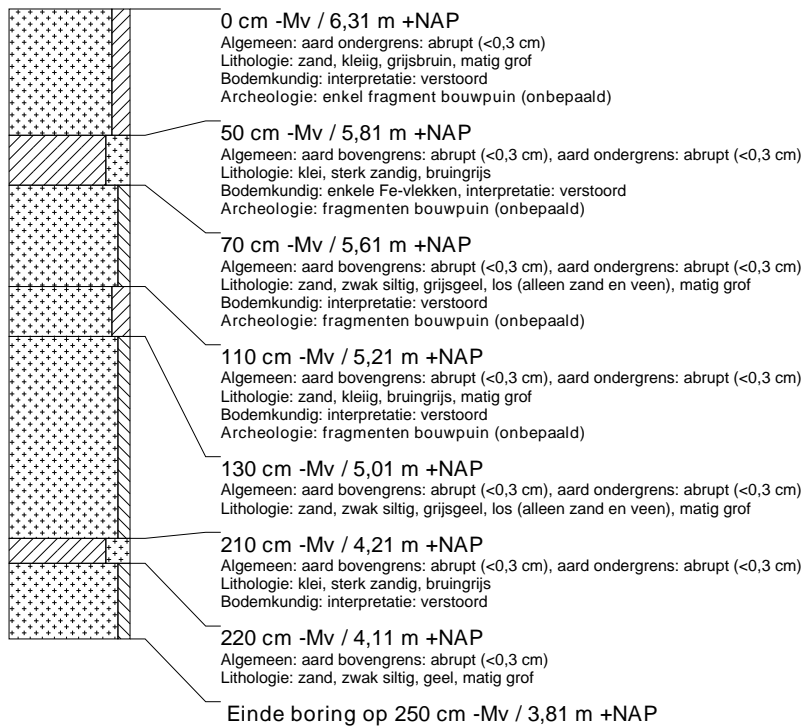 0 cm -Mv / 6,31 m +NAP
Algemeen: aard ondergrens: abrupt (<0,3 cm)
Lithologie: zand, kleiig, grijsbruin, matig grof
Bodemkundig: interpretatie: verstoord
Archeologie: enkel fragment bouwpuin (onbepaald)
50 cm -Mv / 5,81 m +NAP
Algemeen: aard bovengrens: abrupt (<0,3 cm), aard ondergrens: abrupt (<0,3 cm)
Lithologie: klei, sterk zandig, bruingrijs
Bodemkundig: enkele Fe-vlekken, interpretatie: verstoord
Archeologie: fragmenten bouwpuin (onbepaald)
70 cm -Mv / 5,61 m +NAP
Algemeen: aard bovengrens: abrupt (<0,3 cm), aard ondergrens: abrupt (<0,3 cm)
Lithologie: zand, zwak siltig, grijsgeel, los (alleen zand en veen), matig grof
Bodemkundig: interpretatie: verstoord
Archeologie: fragmenten bouwpuin (onbepaald)
110 cm -Mv / 5,21 m +NAP
Algemeen: aard bovengrens: abrupt (<0,3 cm), aard ondergrens: abrupt (<0,3 cm)
Lithologie: zand, kleiig, bruingrijs, matig grof
Bodemkundig: interpretatie: verstoord
Archeologie: fragmenten bouwpuin (onbepaald)
130 cm -Mv / 5,01 m +NAP
Algemeen: aard bovengrens: abrupt (<0,3 cm), aard ondergrens: abrupt (<0,3 cm)
Lithologie: zand, zwak siltig, grijsgeel, los (alleen zand en veen), matig grof
210 cm -Mv / 4,21 m +NAP
Algemeen: aard bovengrens: abrupt (<0,3 cm), aard ondergrens: abrupt (<0,3 cm)
Lithologie: klei, sterk zandig, bruingrijs
Bodemkundig: interpretatie: verstoord
220 cm -Mv / 4,11 m +NAP
Algemeen: aard bovengrens: abrupt (<0,3 cm)
Lithologie: zand, zwak siltig, geel, matig grof
Einde boring op 250 cm -Mv / 3,81 m +NAP